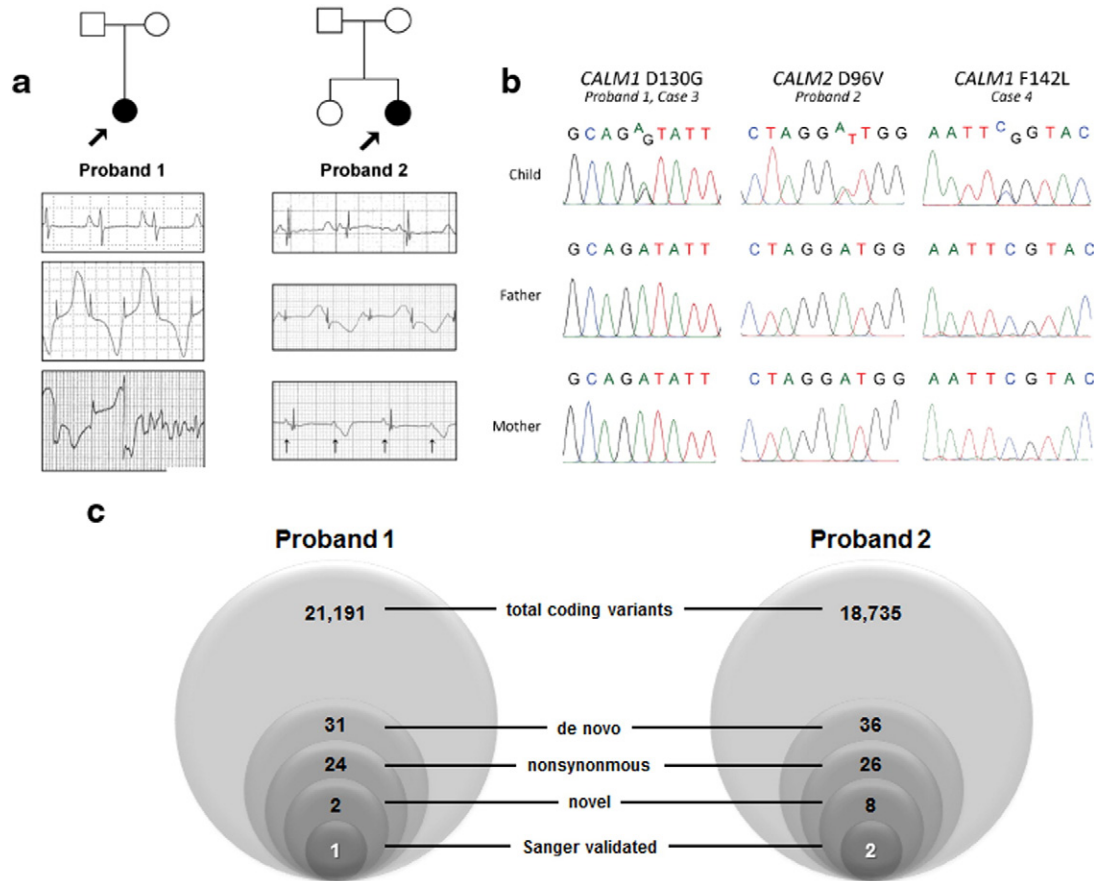 a
Proband 1
Proband 2
b
CALM1 D130G
Proband 1, Case 3
CALM2 D96V
Proband 2
CALM1 F142L
Case 4
Child
G C A G A G T A T T
C T A G G A T T G G
A A T T C G G T A C
Father
G C A G A T A T T
C T A G G A T G G
A A T T C G T A C
Mother
G C A G A T A T T
C T A G G A T G G
A A T T C G T A C
c
Proband 1
Proband 2
21,191 total coding variants 18,735
31 de novo 36
24 nonsynonmous 26
2 novel 8
1 Sanger validated 2